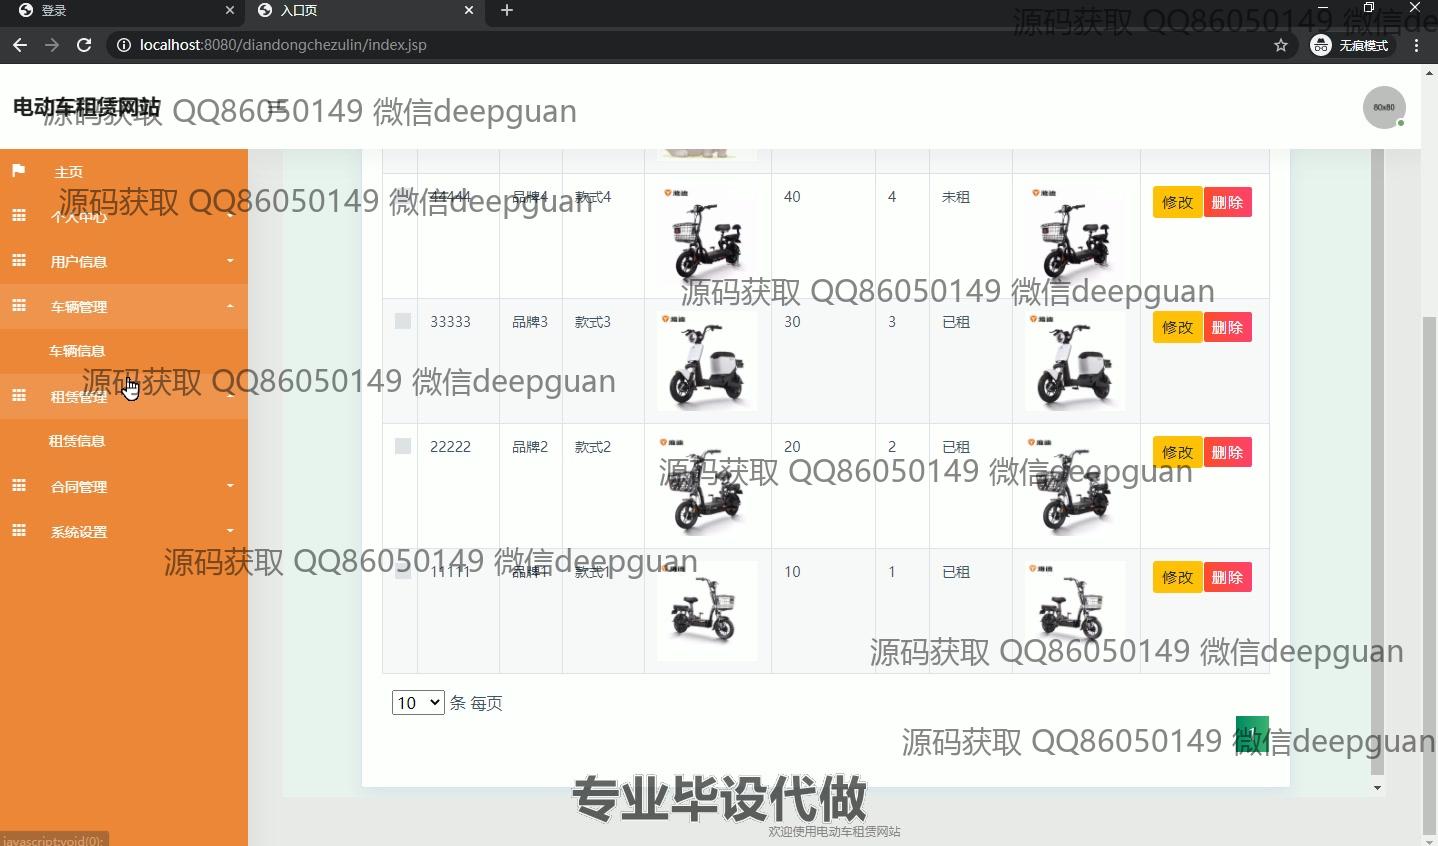 登录
入口页
localhost:8080/diandongchezulin/index.jsp
无痕模式
源码获取 QQ86050149 微信de
电动车租赁网站
源码获取 QQ86050149 微信deepguan
80x80
主页
源码获取 QQ86050149 微信deepguan
个人中心
用户信息
车辆管理
车辆信息
源码获取 QQ86050149 微信deepguan
租赁管理
租赁信息
合同管理
系统设置
44444 品牌4 款式4 40 4 未租 修改 删除
源码获取 QQ86050149 微信deepguan
33333 品牌3 款式3 30 3 已租 修改 删除
22222 品牌2 款式2 20 2 已租 修改 删除
源码获取 QQ86050149 微信deepguan
源码获取 QQ86050149 微信deepguan
11111 品牌1 款式1 10 1 已租 修改 删除
源码获取 QQ86050149 微信deepguan
10 条 每页
1
源码获取 QQ86050149 微信deepguan
专业毕设代做
欢迎使用电动车租赁网站
javascript:void(0);